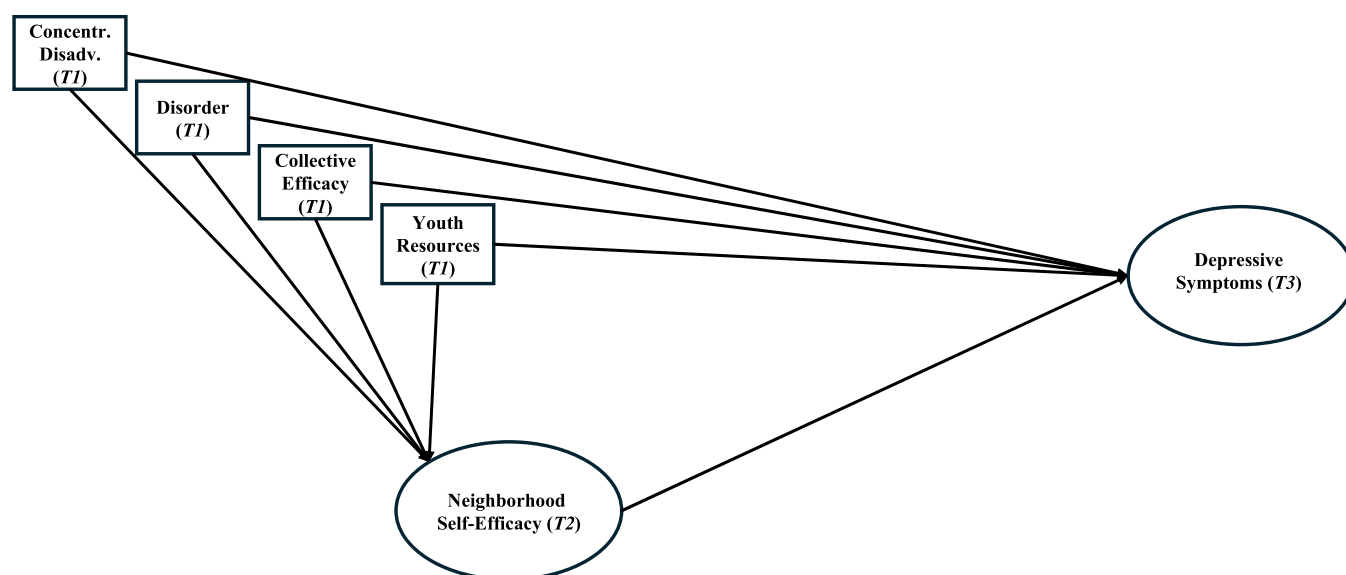 Concentr.
Disadv.
(T1)
Disorder
(T1)
Collective
Efficacy
(T1)
Youth
Resources
(T1)
Depressive
Symptoms (T3)
Neighborhood
Self-Efficacy (T2)